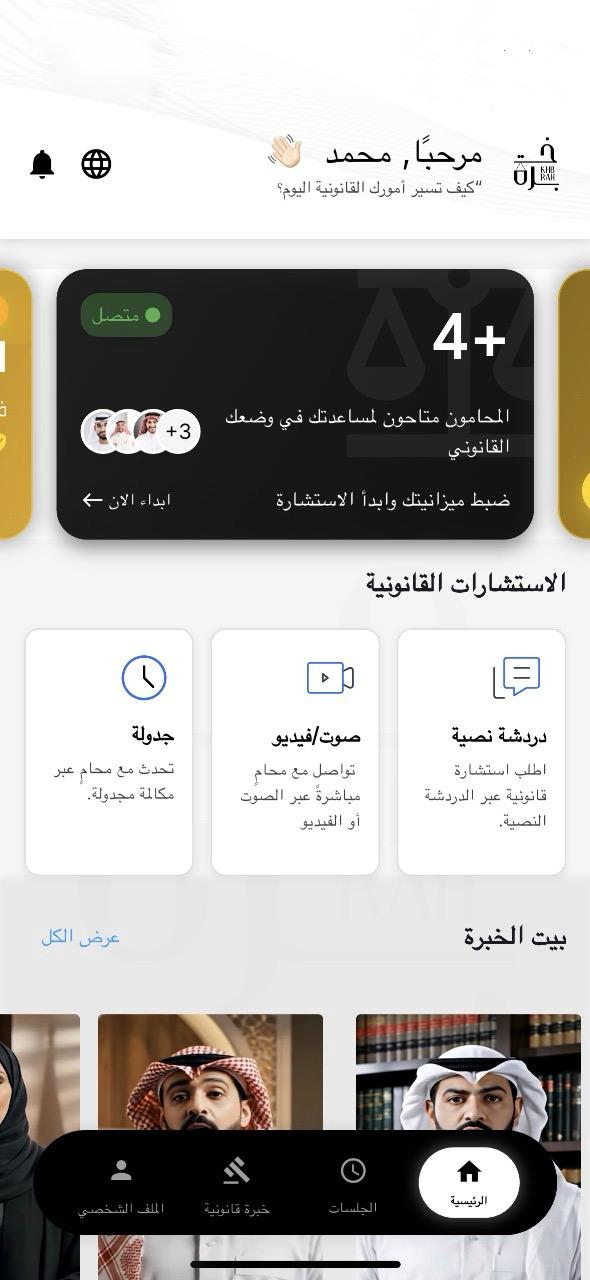 خبرة
KHB
RAH
مرحبًا, محمد 👋🏻
“كيف تسير أمورك القانونية اليوم؟
4+
متصل
المحامون متاحون لمساعدتك في وضعك
القانوني
+3
ضبط ميزانيتك وابدأ الاستشارة
ابداء الان ←
الاستشارات القانونية
دردشة نصية
اطلب استشارة
قانونية عبر الدردشة
النصية.
صوت/فيديو
تواصل مع محامٍ
مباشرةً عبر الصوت
أو الفيديو
جدولة
تحدث مع محامٍ عبر
مكالمة مجدولة.
بيت الخبرة
عرض الكل
الرئيسية
الجلسات
خبرة قانونية
الملف الشخصي